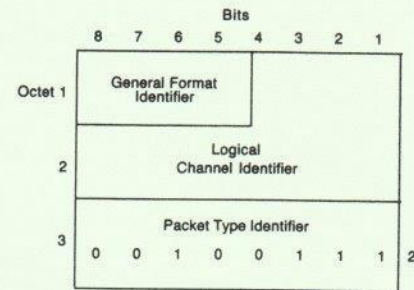 Bits
8 7 6 5 4 3 2 1
Octet 1
General Format
Identifier
2
Logical
Channel Identifier
3
Packet Type Identifier
0 0 1 0 0 1 1 1
2